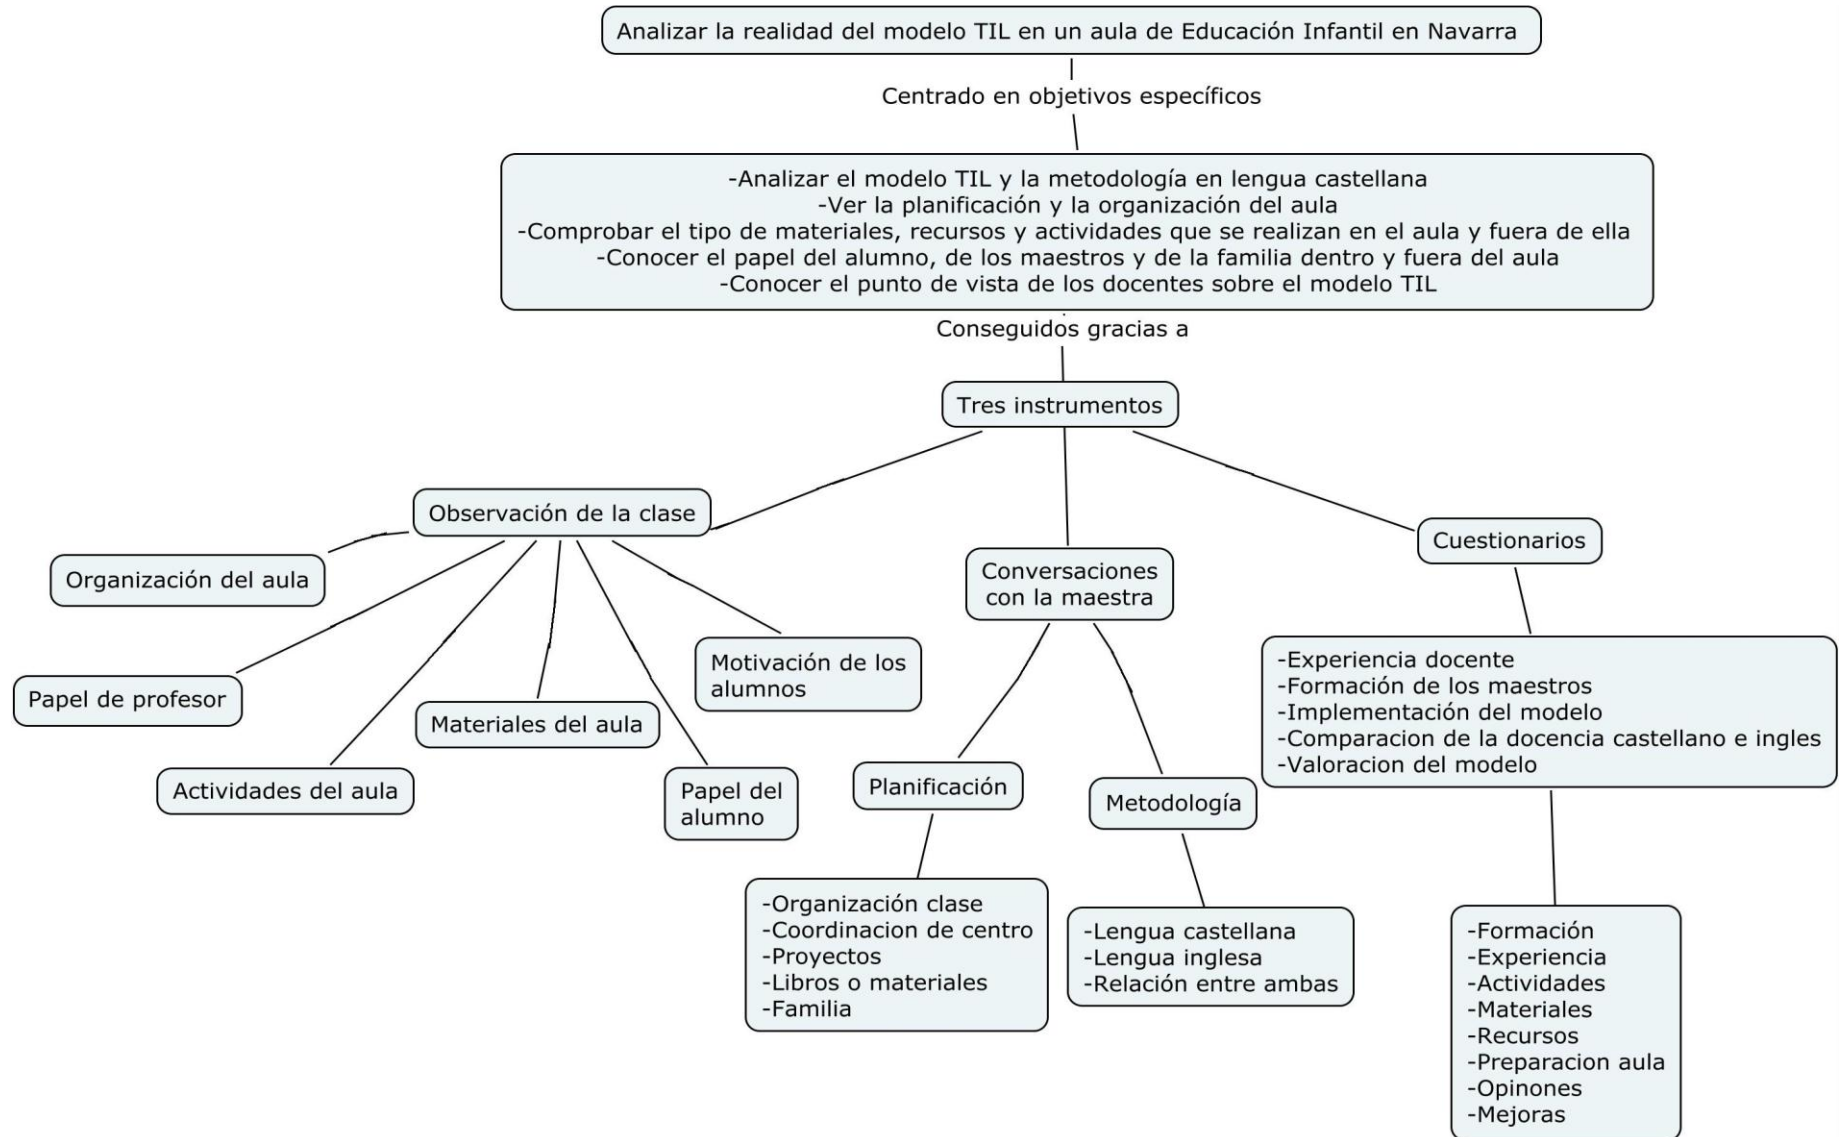 Analizar la realidad del modelo TIL en un aula de Educación Infantil en Navarra
Centrado en objetivos específicos
-Analizar el modelo TIL y la metodología en lengua castellana
-Ver la planificación y la organización del aula
-Comprobar el tipo de materiales, recursos y actividades que se realizan en el aula y fuera de ella
-Conocer el papel del alumno, de los maestros y de la familia dentro y fuera del aula
-Conocer el punto de vista de los docentes sobre el modelo TIL
Conseguidos gracias a
Tres instrumentos
Observación de la clase
Organización del aula
Papel de profesor
Actividades del aula
Materiales del aula
Papel del
alumno
Motivación de los
alumnos
Conversaciones
con la maestra
Planificación
-Organización clase
-Coordinacion de centro
-Proyectos
-Libros o materiales
-Familia
Metodología
-Lengua castellana
-Lengua inglesa
-Relación entre ambas
Cuestionarios
-Experiencia docente
-Formación de los maestros
-Implementación del modelo
-Comparacion de la docencia castellano e ingles
-Valoracion del modelo
-Formación
-Experiencia
-Actividades
-Materiales
-Recursos
-Preparacion aula
-Opinones
-Mejoras